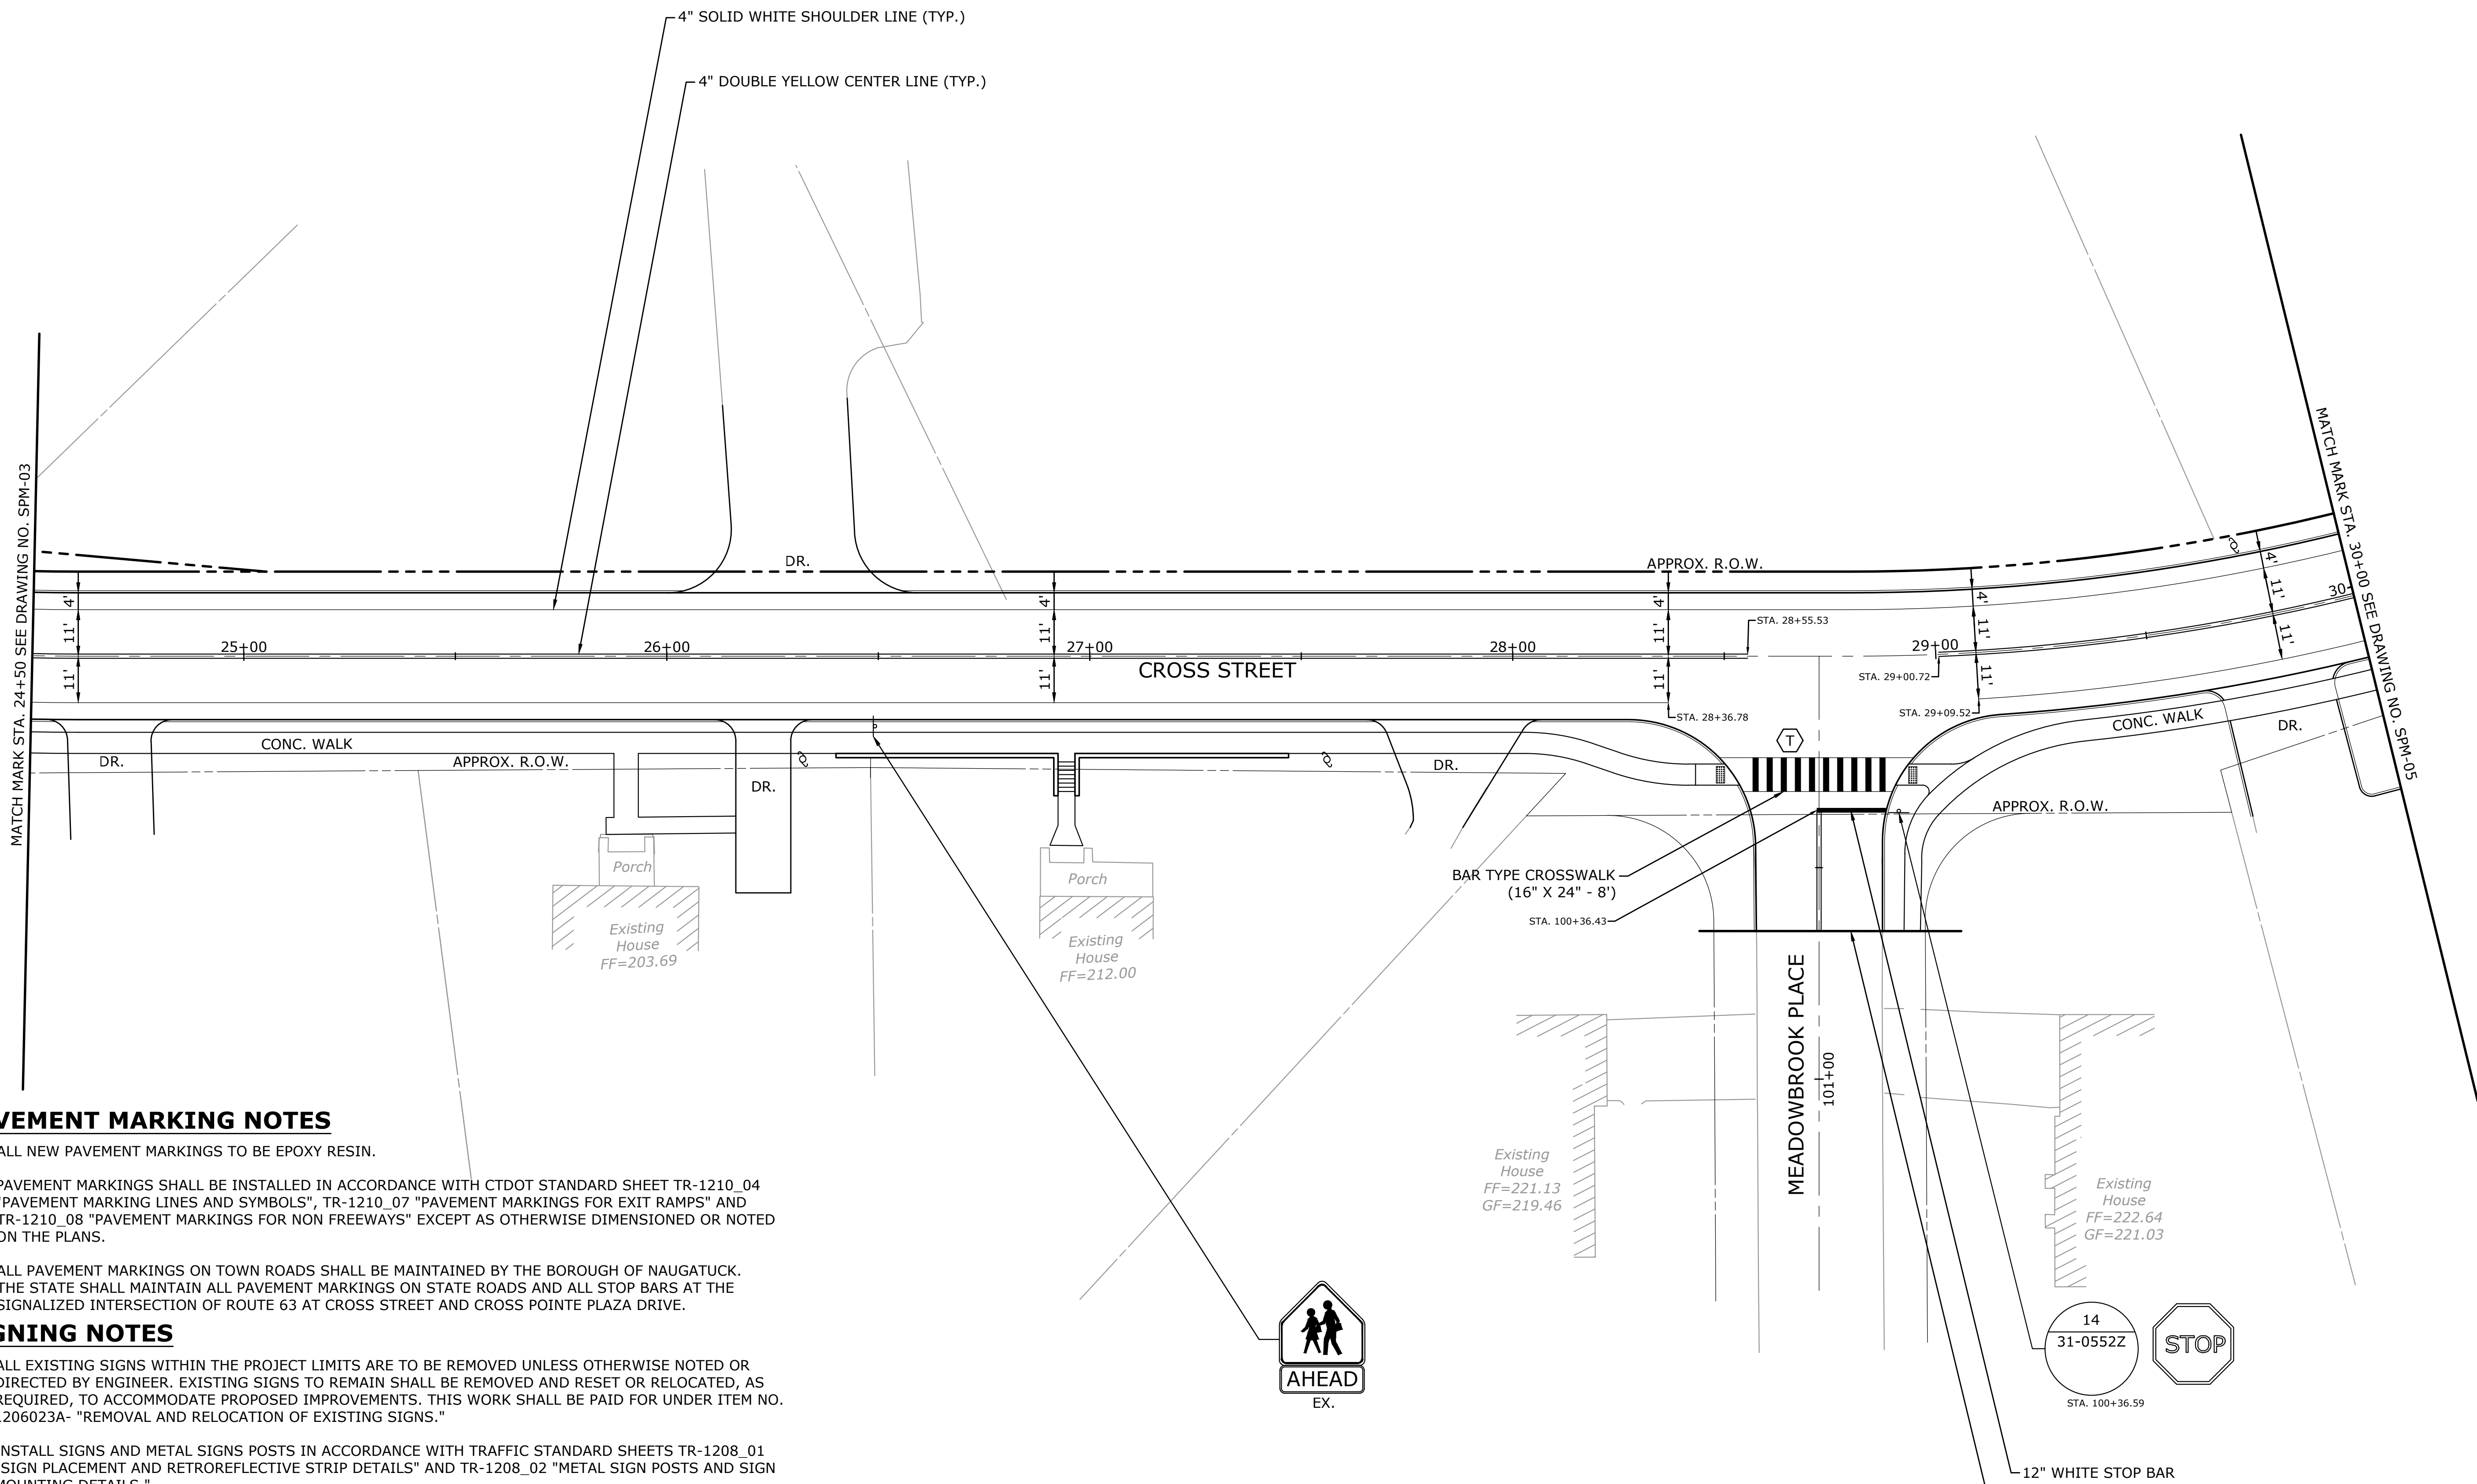 4" SOLID WHITE SHOULDER LINE (TYP.)
4" DOUBLE YELLOW CENTER LINE (TYP.)
MATCH MARK STA. 24+50 SEE DRAWING NO. SPM-03
MATCH MARK STA. 30+00 SEE DRAWING NO. SPM-05
DR.
APPROX. R.O.W.
4'
11'
11'
4'
11'
11'
4'
11'
11'
4'
11'
11'
4'
11'
11'
25+00
26+00
27+00
28+00
29+00
30+
STA. 28+55.53
STA. 29+00.72
CROSS STREET
STA. 28+36.78
STA. 29+09.52
CONC. WALK
DR.
APPROX. R.O.W.
DR.
DR.
T
CONC. WALK
DR.
APPROX. R.O.W.
BAR TYPE CROSSWALK
(16" X 24" - 8')
STA. 100+36.43
Porch
Existing
House
FF=203.69
Porch
Existing
House
FF=212.00
MEADOWBROOK PLACE
101+00
Existing
House
FF=221.13
GF=219.46
Existing
House
FF=222.64
GF=221.03
VEMENT MARKING NOTES
ALL NEW PAVEMENT MARKINGS TO BE EPOXY RESIN.
PAVEMENT MARKINGS SHALL BE INSTALLED IN ACCORDANCE WITH CTDOT STANDARD SHEET TR-1210_04
"PAVEMENT MARKING LINES AND SYMBOLS", TR-1210_07 "PAVEMENT MARKINGS FOR EXIT RAMPS" AND
TR-1210_08 "PAVEMENT MARKINGS FOR NON FREEWAYS" EXCEPT AS OTHERWISE DIMENSIONED OR NOTED
ON THE PLANS.
ALL PAVEMENT MARKINGS ON TOWN ROADS SHALL BE MAINTAINED BY THE BOROUGH OF NAUGATUCK.
THE STATE SHALL MAINTAIN ALL PAVEMENT MARKINGS ON STATE ROADS AND ALL STOP BARS AT THE
SIGNALIZED INTERSECTION OF ROUTE 63 AT CROSS STREET AND CROSS POINTE PLAZA DRIVE.
GNING NOTES
ALL EXISTING SIGNS WITHIN THE PROJECT LIMITS ARE TO BE REMOVED UNLESS OTHERWISE NOTED OR
DIRECTED BY ENGINEER. EXISTING SIGNS TO REMAIN SHALL BE REMOVED AND RESET OR RELOCATED, AS
REQUIRED, TO ACCOMMODATE PROPOSED IMPROVEMENTS. THIS WORK SHALL BE PAID FOR UNDER ITEM NO.
1206023A- "REMOVAL AND RELOCATION OF EXISTING SIGNS."
INSTALL SIGNS AND METAL SIGNS POSTS IN ACCORDANCE WITH TRAFFIC STANDARD SHEETS TR-1208_01
"SIGN PLACEMENT AND RETROREFLECTIVE STRIP DETAILS" AND TR-1208_02 "METAL SIGN POSTS AND SIGN
MOUNTING DETAILS."
AHEAD
EX.
14
31-0552Z
STOP
STA. 100+36.59
12" WHITE STOP BAR